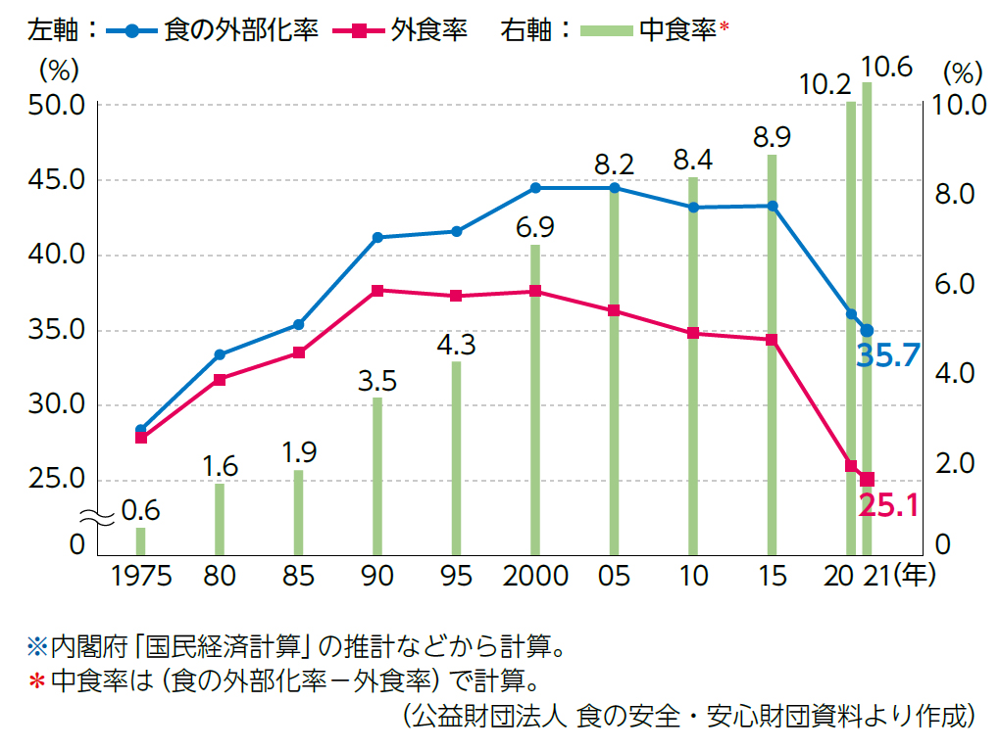 左軸：食の外部化率 外食率 右軸：中食率＊
(%) (%)
50.0 10.0
45.0 8.0
40.0 6.0
35.0 4.0
30.0 2.0
25.0
0 0
0.6 1.6 1.9 3.5 4.3 6.9 8.2 8.4 8.9 10.2 10.6
35.7
25.1
1975 80 85 90 95 2000 05 10 15 20 21(年)
※内閣府「国民経済計算」の推計などから計算。
＊中食率は（食の外部化率－外食率）で計算。
（公益財団法人 食の安全・安心財団資料より作成）